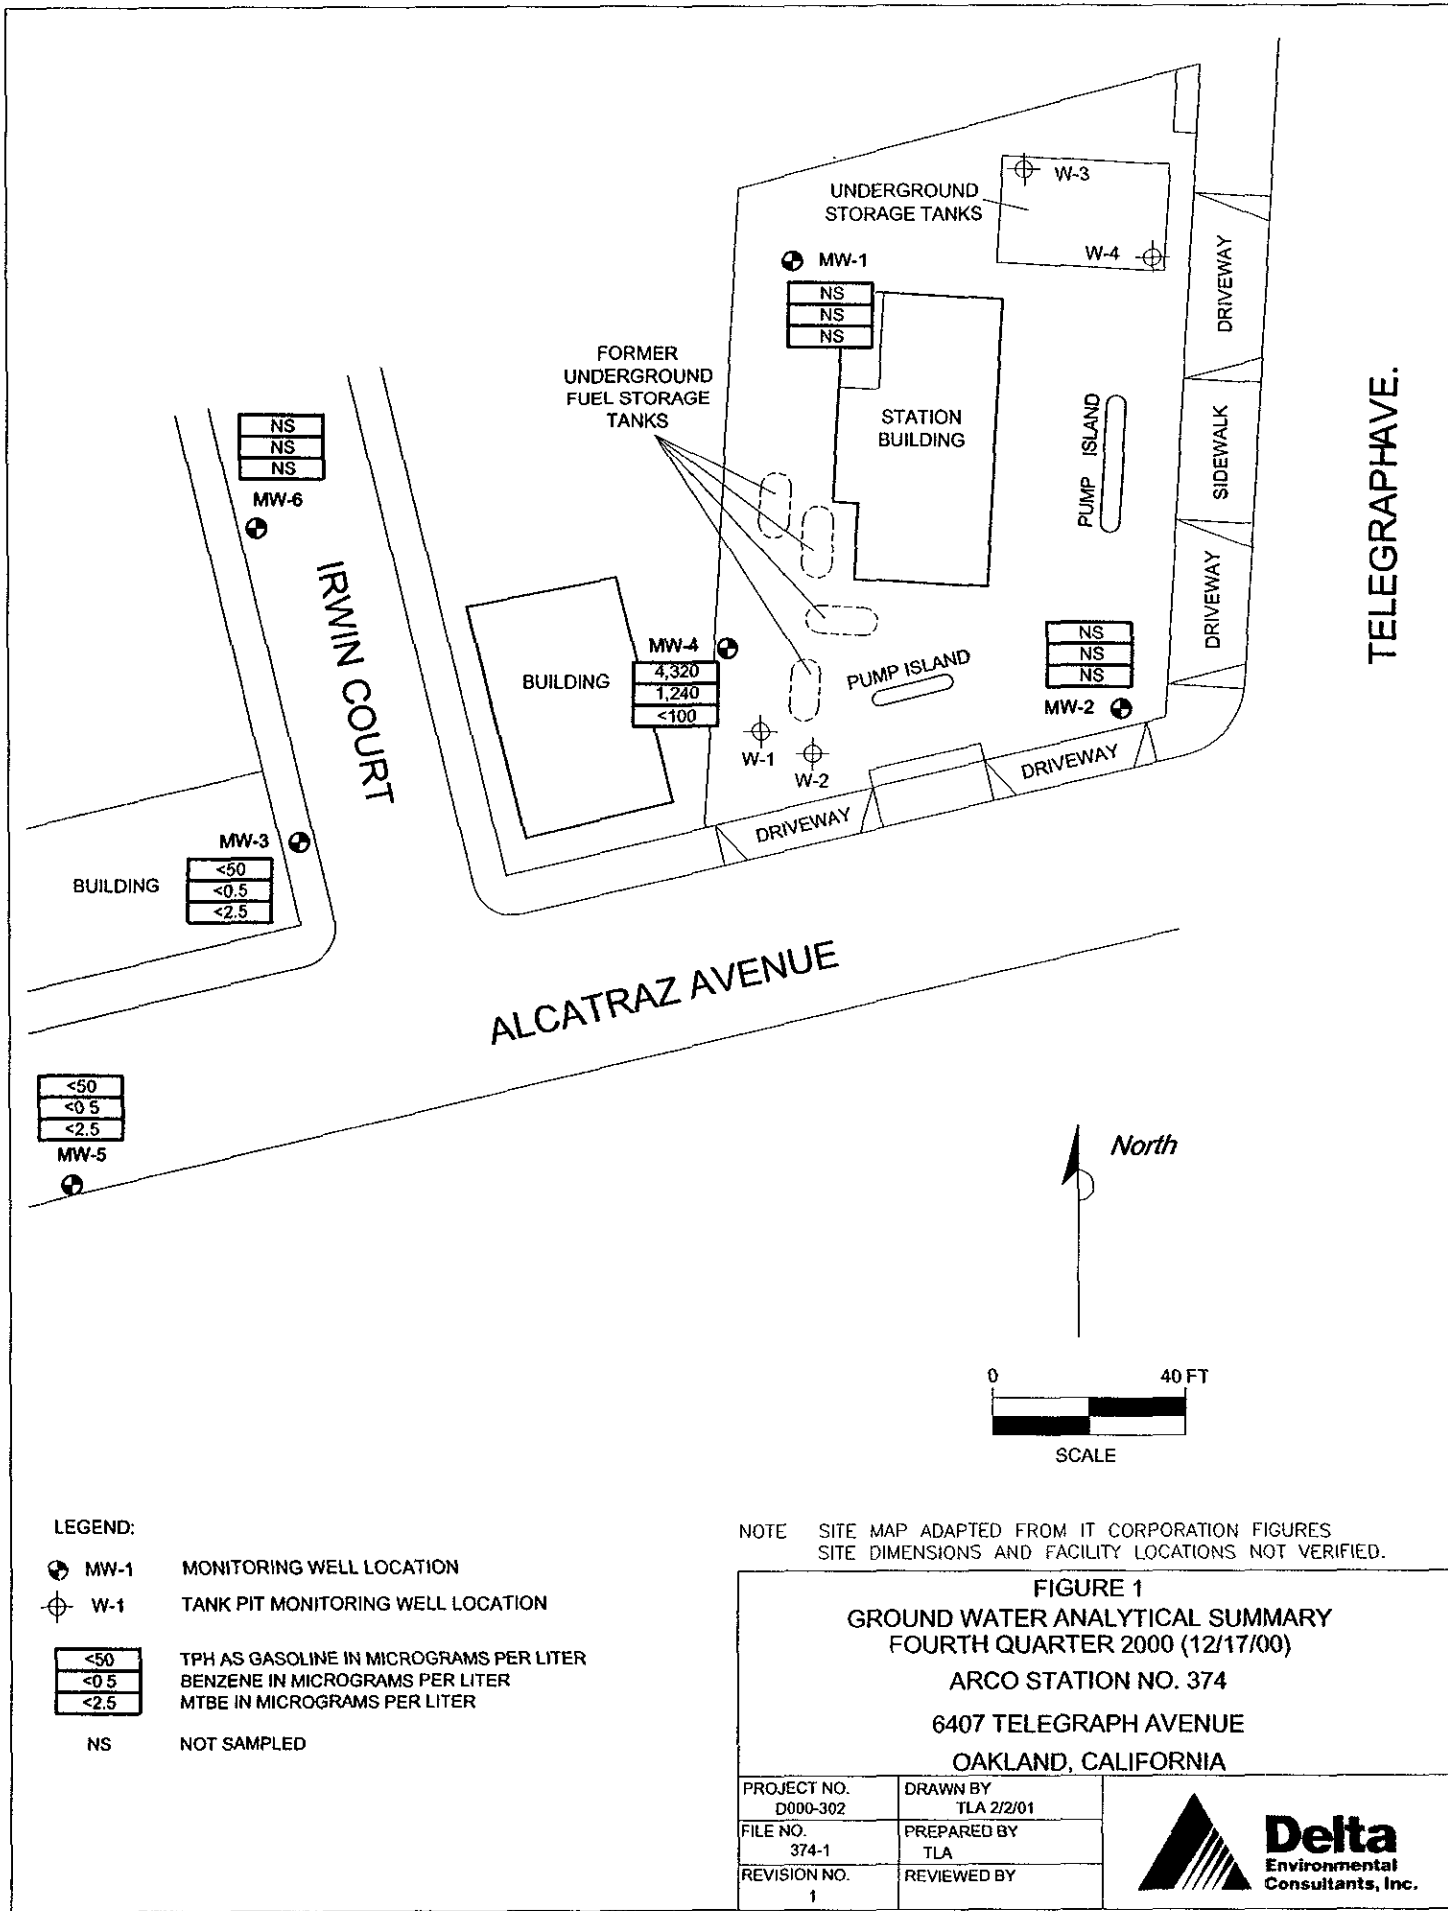 W-3
UNDERGROUND
STORAGE TANKS
W-4
MW-1
NS
NS
NS
DRIVEWAY
FORMER
UNDERGROUND
FUEL STORAGE
TANKS
STATION
BUILDING
PUMP ISLAND
SIDEWALK
TELEGRAPHAVE.
NS
NS
NS
MW-6
IRWIN COURT
DRIVEWAY
BUILDING
MW-4
4,320
1,240
<100
PUMP ISLAND
NS
NS
NS
MW-2
W-1
W-2
DRIVEWAY
DRIVEWAY
MW-3
BUILDING
<50
<0.5
<2.5
ALCATRAZ AVENUE
<50
<0 5
<2.5
MW-5
North
0 40 FT
SCALE
LEGEND:
MW-1 MONITORING WELL LOCATION
W-1 TANK PIT MONITORING WELL LOCATION
<50 TPH AS GASOLINE IN MICROGRAMS PER LITER
<0 5 BENZENE IN MICROGRAMS PER LITER
<2.5 MTBE IN MICROGRAMS PER LITER
NS NOT SAMPLED
NOTE SITE MAP ADAPTED FROM IT CORPORATION FIGURES
SITE DIMENSIONS AND FACILITY LOCATIONS NOT VERIFIED.
FIGURE 1
GROUND WATER ANALYTICAL SUMMARY
FOURTH QUARTER 2000 (12/17/00)
ARCO STATION NO. 374
6407 TELEGRAPH AVENUE
OAKLAND, CALIFORNIA
PROJECT NO.
D000-302
DRAWN BY
TLA 2/2/01
FILE NO.
374-1
PREPARED BY
TLA
REVISION NO.
1
REVIEWED BY
Delta
Environmental
Consultants, Inc.